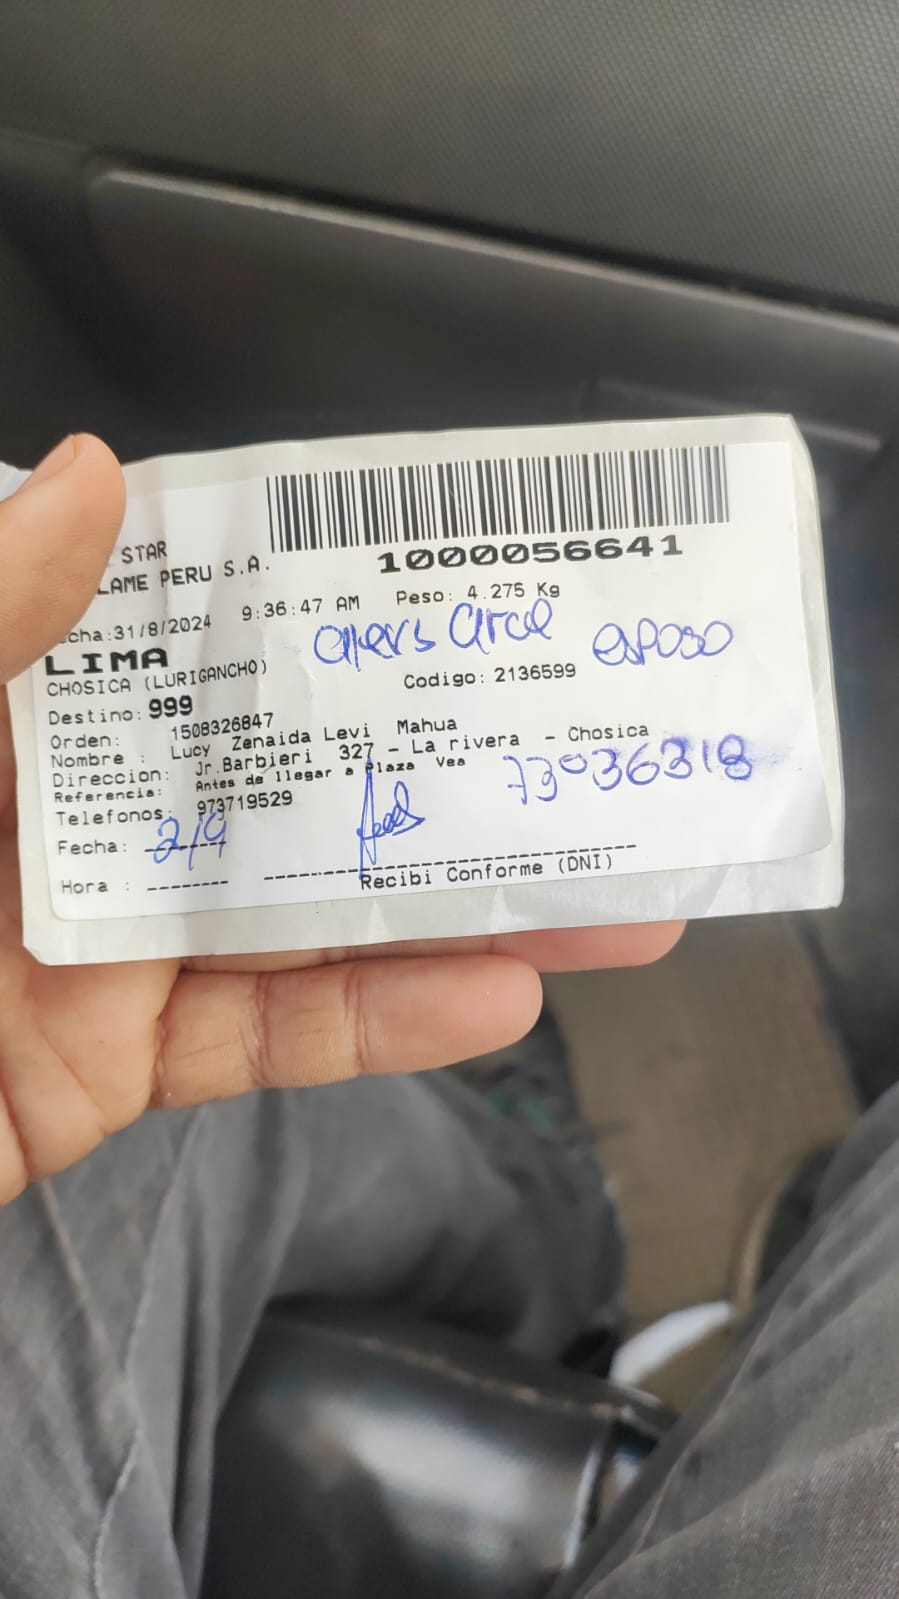 STAR
LAME PERU S.A.
1000056641
cha:31/8/2024 9:36:47 AM Peso: 4.275 Kg
LIMA
Arce esposo
CHOSICA (LURIGANCHO) Codigo: 2136599
Destino: 999
Orden: 1508326847
Nombre : Lucy Zenaida Levi Mahua
Direccion: Jr.Barbieri 327 - La rivera - Chosica
Referencia: Antes de llegar a Plaza Vea
73036318
Telefonos: 973719529
Fecha: 2/9
Hora : --------
Recibi Conforme (DNI)